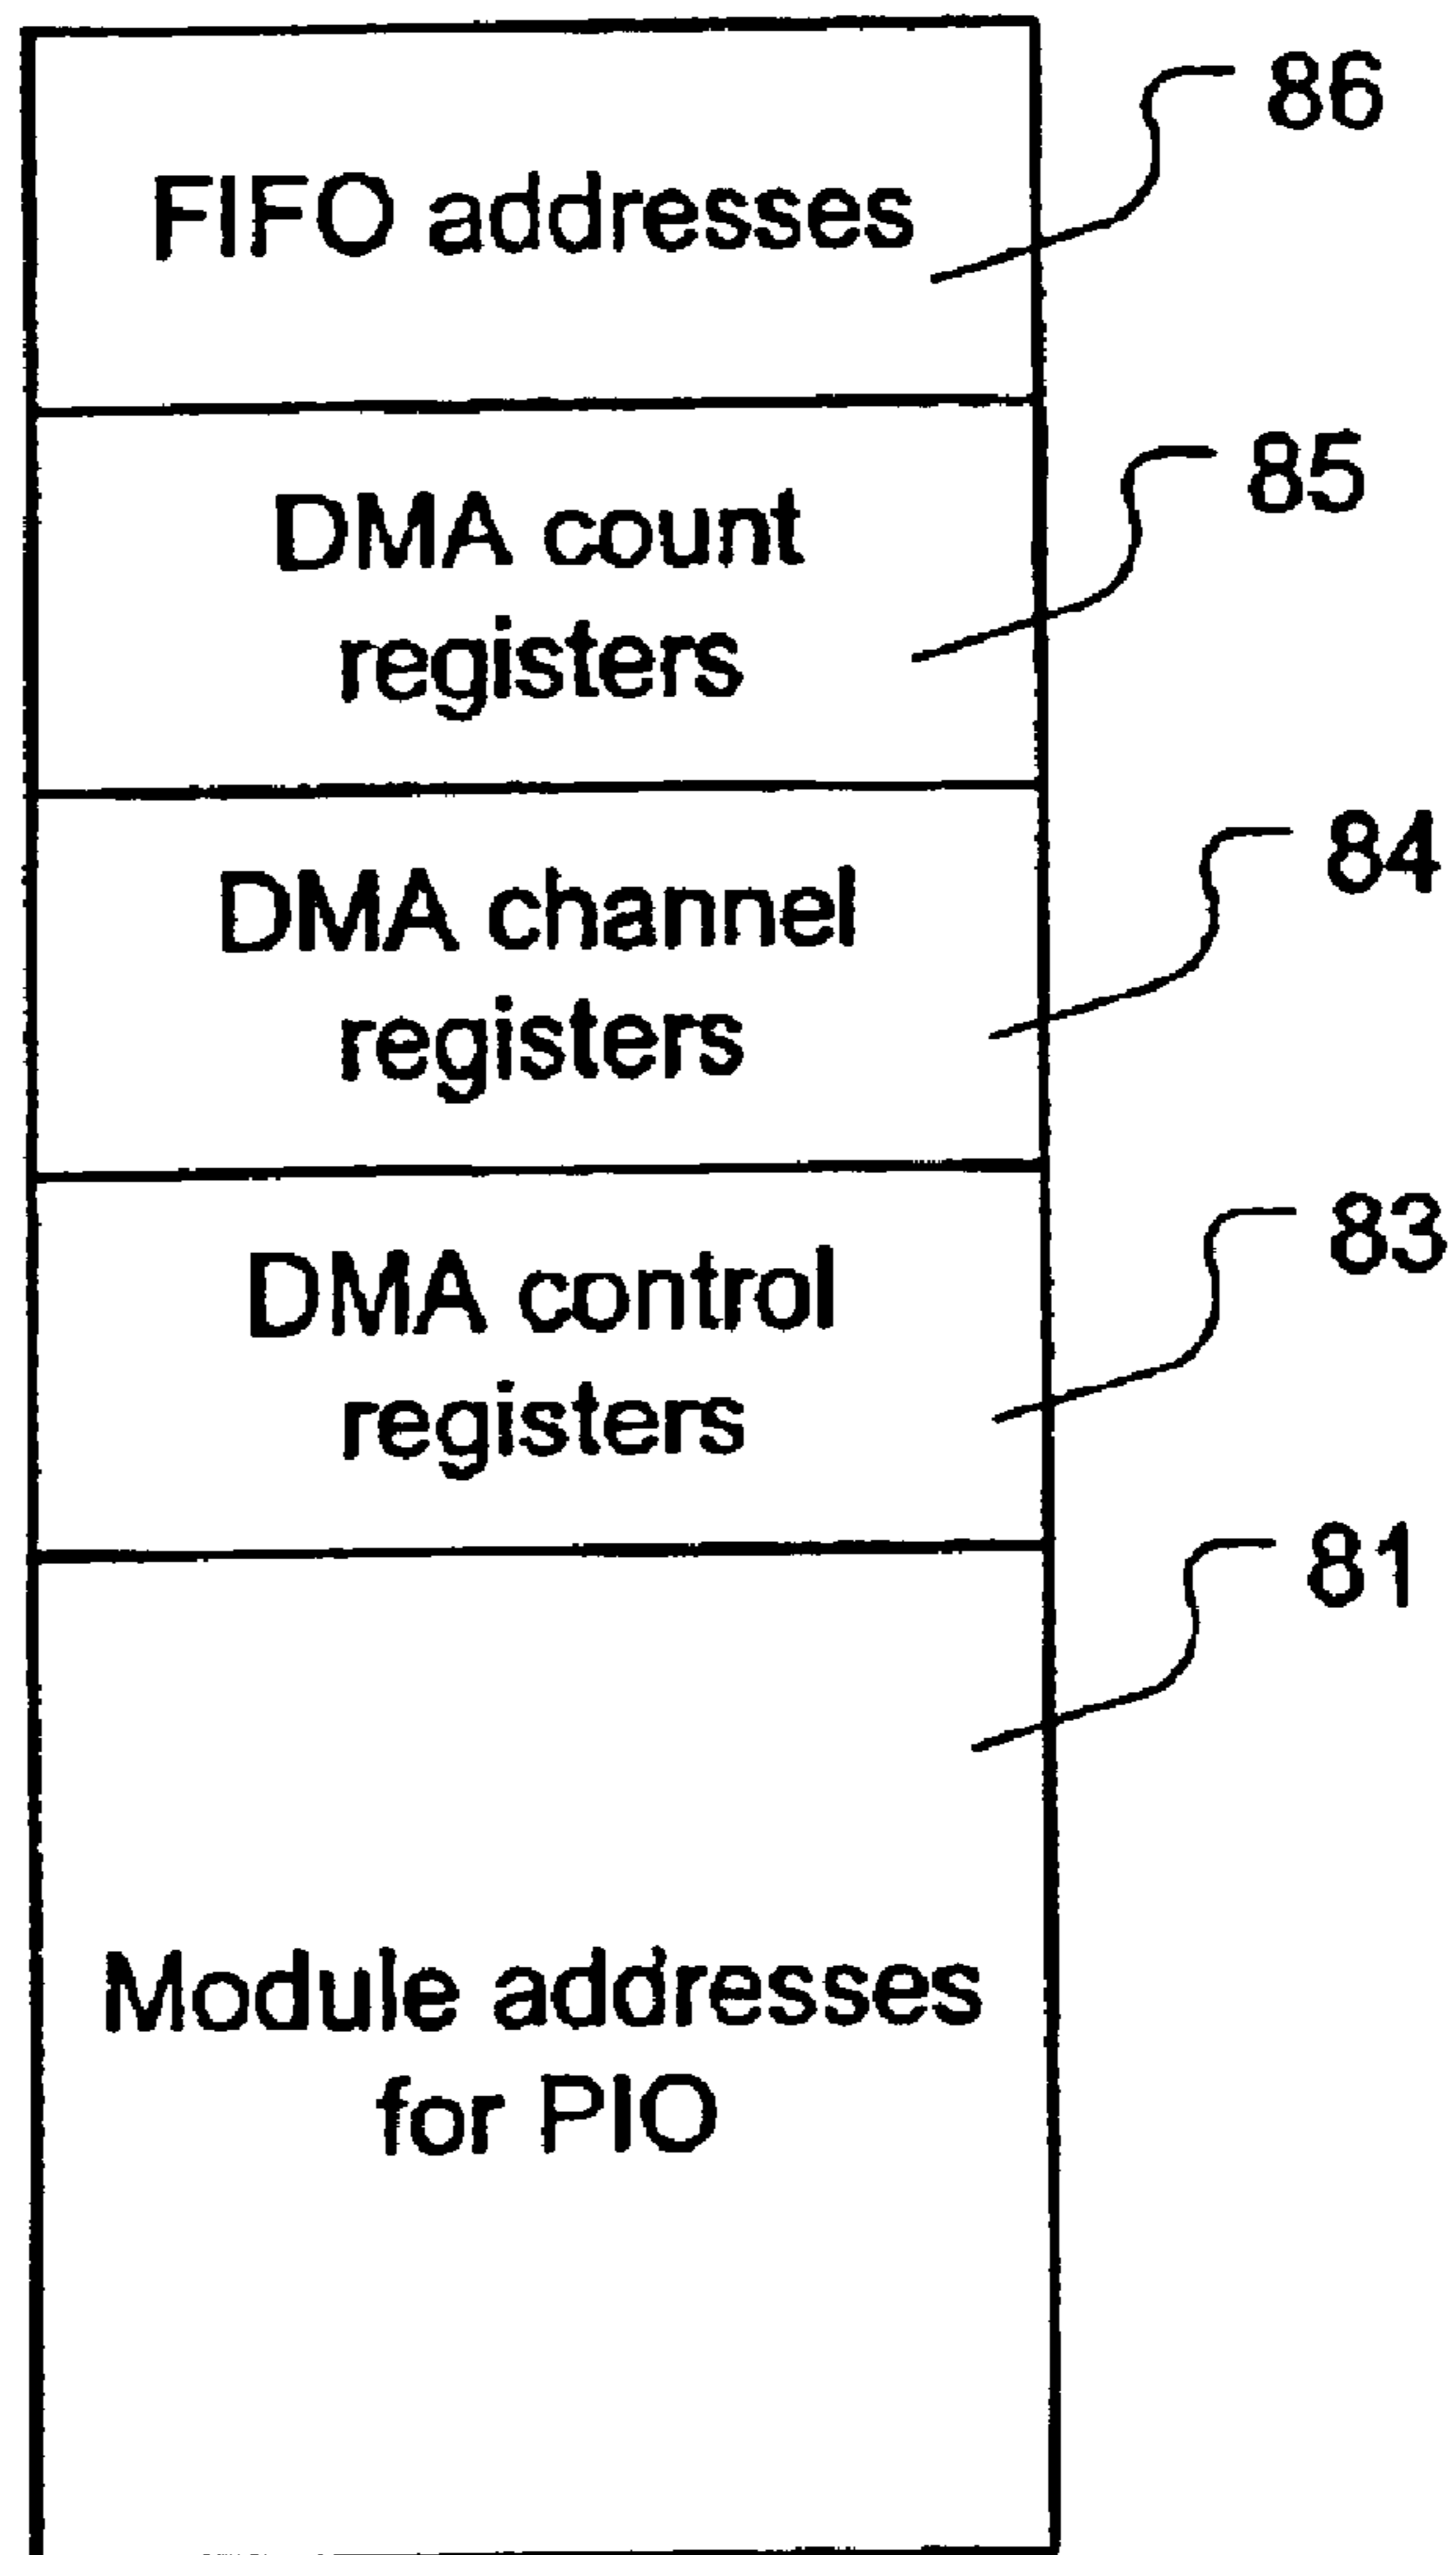 FIFO addresses
86
DMA count
registers
85
DMA channel
registers
84
DMA control
registers
83
81
Module addresses
for PIO